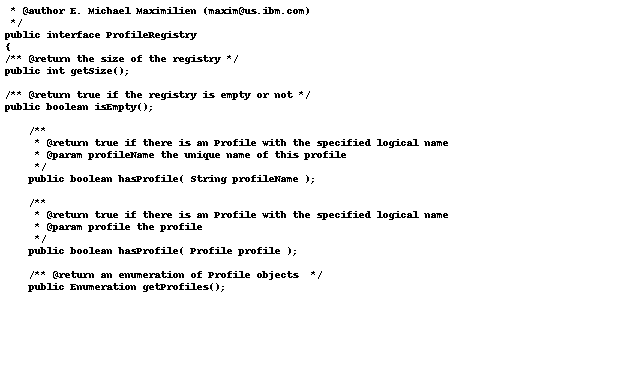 * @author E. Michael Maximilien (maxim@us.ibm.com)
*/
public interface ProfileRegistry
{
/** @return the size of the registry */
public int getSize();
/** @return true if the registry is empty or not */
public boolean isEmpty();
/**
* @return true if there is an Profile with the specified logical name
* @param profileName the unique name of this profile
*/
public boolean hasProfile( String profileName );
/**
* @return true if there is an Profile with the specified logical name
* @param profile the profile
*/
public boolean hasProfile( Profile profile );
/** @return an enumeration of Profile objects  */
public Enumeration getProfiles();